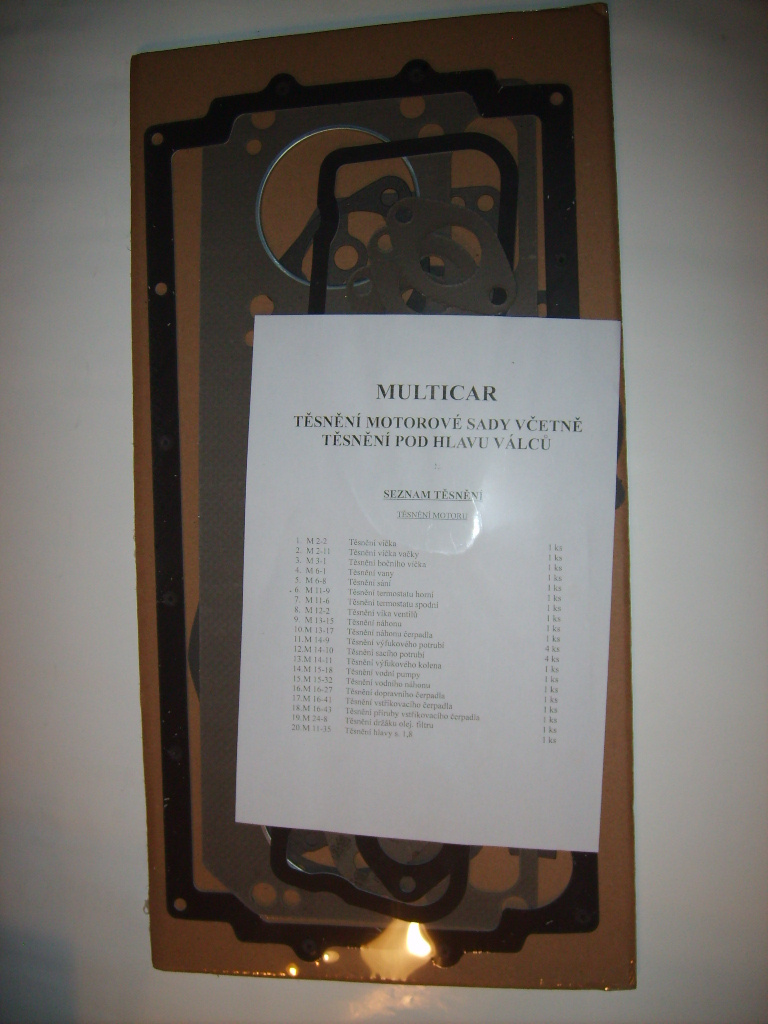 MULTICAR
TĚSNĚNÍ MOTOROVÉ SADY VČETNĚ
TĚSNĚNÍ POD HLAVU VÁLCŮ
SEZNAM TĚSNĚNÍ
TĚSNĚNÍ MOTORU
1. M 2-2 Těsnění víčka 1 ks
2. M 2-11 Těsnění víčka vačky 1 ks
3. M 3-1 Těsnění bočního víčka 1 ks
4. M 6-1 Těsnění vany 1 ks
5. M 6-8 Těsnění sání 1 ks
6. M 11-9 Těsnění termostatu horní 1 ks
7. M 11-6 Těsnění termostatu spodní 1 ks
8. M 12-2 Těsnění víka ventilů 1 ks
9. M 13-15 Těsnění náhonu 1 ks
10. M 13-17 Těsnění náhonu čerpadla 1 ks
11. M 14-9 Těsnění výfukového potrubí 4 ks
12. M 14-10 Těsnění sacího potrubí 4 ks
13. M 14-11 Těsnění výfukového kolena 1 ks
14. M 15-18 Těsnění vodní pumpy 1 ks
15. M 15-32 Těsnění vodního náhonu 1 ks
16. M 16-27 Těsnění dopravního čerpadla 1 ks
17. M 16-41 Těsnění vstřikovacího čerpadla 1 ks
18. M 16-43 Těsnění příruby vstřikovacího čerpadla 1 ks
19. M 24-8 Těsnění držáku olej. filtru 1 ks
20. M 11-35 Těsnění hlavy s. 1,8 1 ks